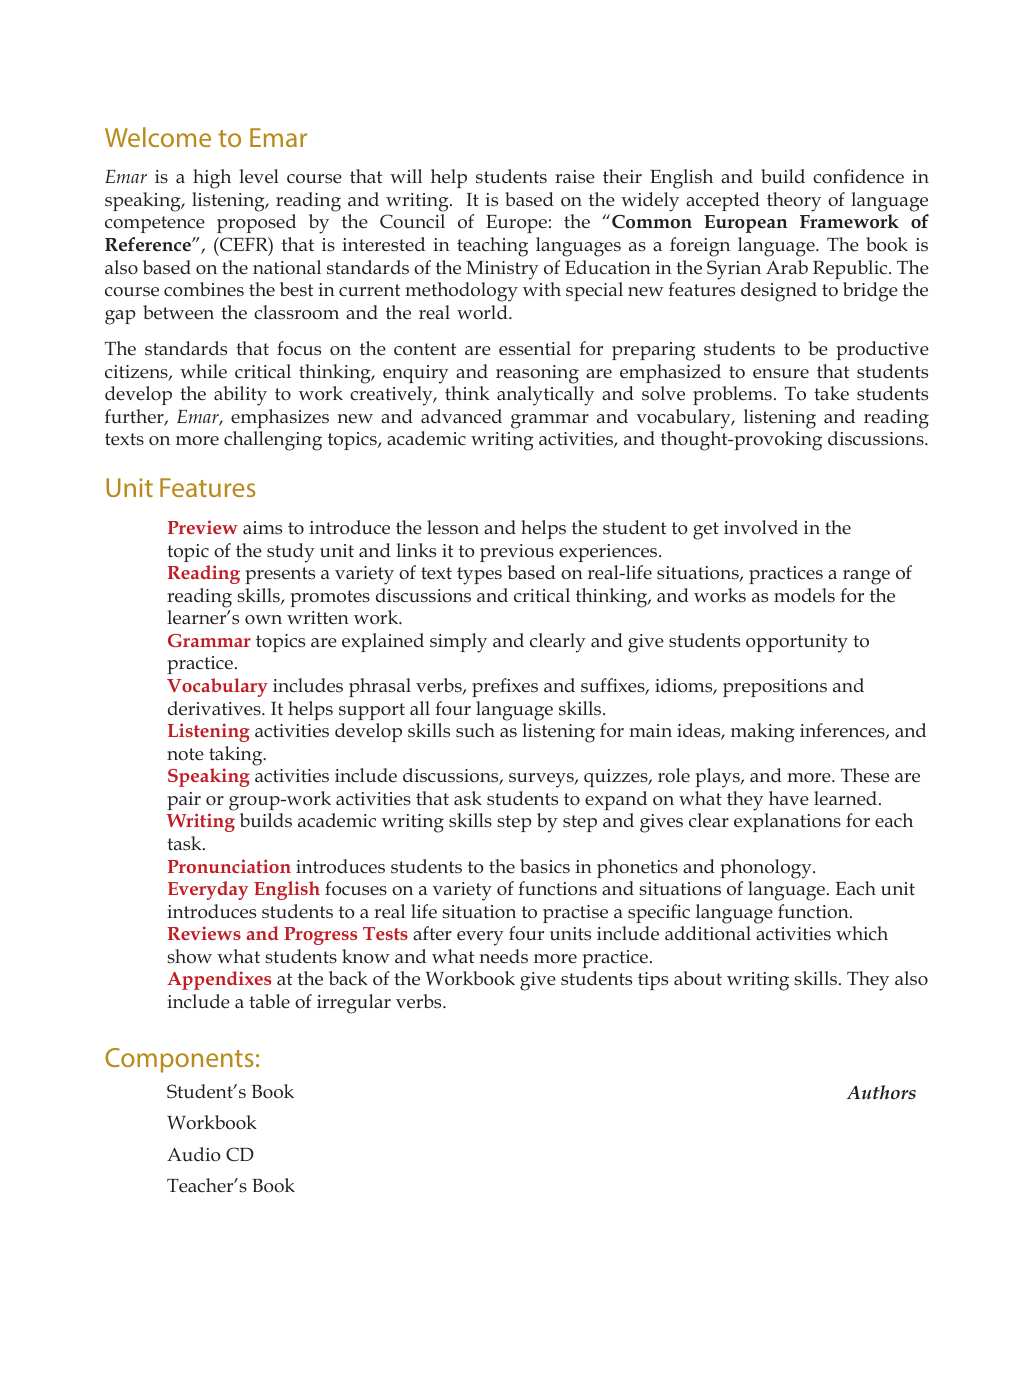 Welcome to Emar
Emar is a high level course that will help students raise their English and build confidence in
speaking, listening, reading and writing. It is based on the widely accepted theory of language
competence proposed by the Council of Europe: the “Common European Framework of
Reference”, (CEFR) that is interested in teaching languages as a foreign language. The book is
also based on the national standards of the Ministry of Education in the Syrian Arab Republic. The
course combines the best in current methodology with special new features designed to bridge the
gap between the classroom and the real world.
The standards that focus on the content are essential for preparing students to be productive
citizens, while critical thinking, enquiry and reasoning are emphasized to ensure that students
develop the ability to work creatively, think analytically and solve problems. To take students
further, Emar, emphasizes new and advanced grammar and vocabulary, listening and reading
texts on more challenging topics, academic writing activities, and thought-provoking discussions.
Unit Features
Preview aims to introduce the lesson and helps the student to get involved in the
topic of the study unit and links it to previous experiences.
Reading presents a variety of text types based on real-life situations, practices a range of
reading skills, promotes discussions and critical thinking, and works as models for the
learner’s own written work.
Grammar topics are explained simply and clearly and give students opportunity to
practice.
Vocabulary includes phrasal verbs, prefixes and suffixes, idioms, prepositions and
derivatives. It helps support all four language skills.
Listening activities develop skills such as listening for main ideas, making inferences, and
note taking.
Speaking activities include discussions, surveys, quizzes, role plays, and more. These are
pair or group-work activities that ask students to expand on what they have learned.
Writing builds academic writing skills step by step and gives clear explanations for each
task.
Pronunciation introduces students to the basics in phonetics and phonology.
Everyday English focuses on a variety of functions and situations of language. Each unit
introduces students to a real life situation to practise a specific language function.
Reviews and Progress Tests after every four units include additional activities which
show what students know and what needs more practice.
Appendixes at the back of the Workbook give students tips about writing skills. They also
include a table of irregular verbs.
Components:
Student’s Book
Authors
Workbook
Audio CD
Teacher’s Book